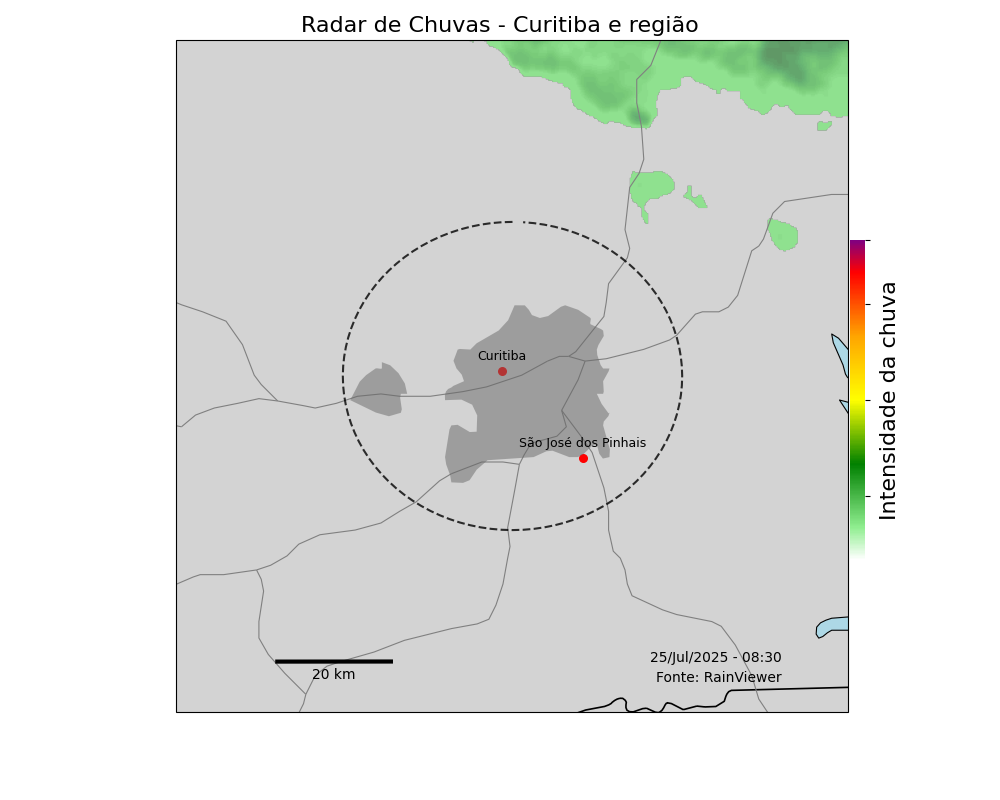 Radar de Chuvas - Curitiba e região
Curitiba
São José dos Pinhais
Intensidade da chuva
25/Jul/2025 - 08:30
Fonte: RainViewer
20 km